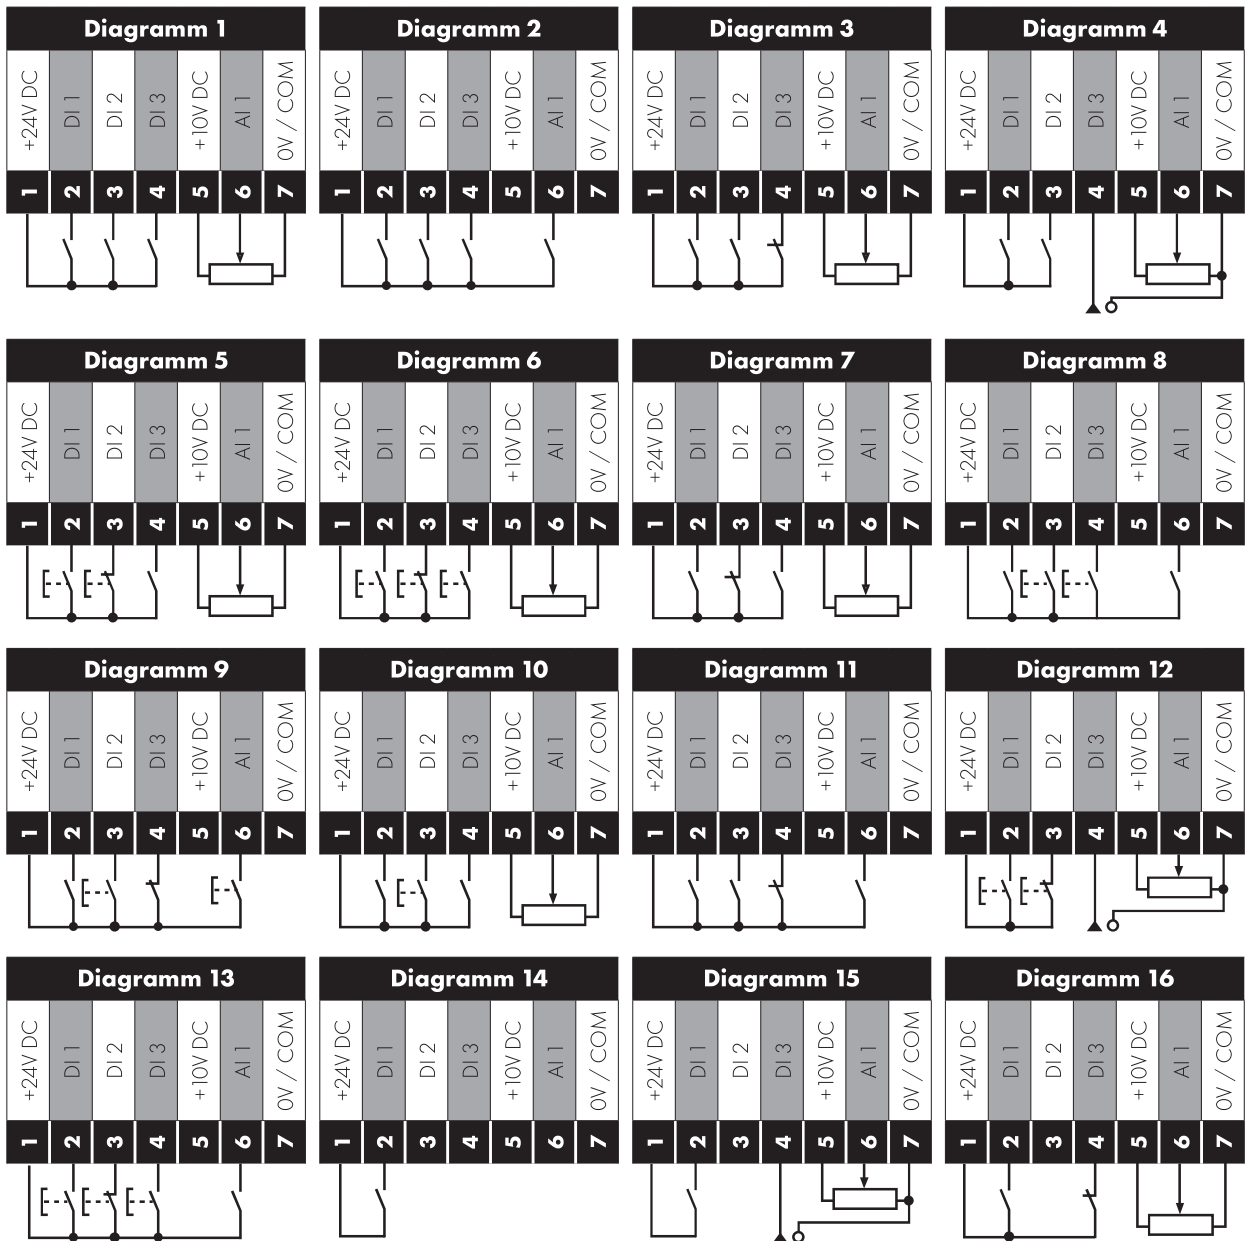 Diagramm 1
+24V DC DI 1 DI 2 DI 3 +10V DC AI 1 0V / COM
1 2 3 4 5 6 7
Diagramm 2
+24V DC DI 1 DI 2 DI 3 +10V DC AI 1 0V / COM
1 2 3 4 5 6 7
Diagramm 3
+24V DC DI 1 DI 2 DI 3 +10V DC AI 1 0V / COM
1 2 3 4 5 6 7
Diagramm 4
+24V DC DI 1 DI 2 DI 3 +10V DC AI 1 0V / COM
1 2 3 4 5 6 7
Diagramm 5
+24V DC DI 1 DI 2 DI 3 +10V DC AI 1 0V / COM
1 2 3 4 5 6 7
Diagramm 6
+24V DC DI 1 DI 2 DI 3 +10V DC AI 1 0V / COM
1 2 3 4 5 6 7
Diagramm 7
+24V DC DI 1 DI 2 DI 3 +10V DC AI 1 0V / COM
1 2 3 4 5 6 7
Diagramm 8
+24V DC DI 1 DI 2 DI 3 +10V DC AI 1 0V / COM
1 2 3 4 5 6 7
Diagramm 9
+24V DC DI 1 DI 2 DI 3 +10V DC AI 1 0V / COM
1 2 3 4 5 6 7
Diagramm 10
+24V DC DI 1 DI 2 DI 3 +10V DC AI 1 0V / COM
1 2 3 4 5 6 7
Diagramm 11
+24V DC DI 1 DI 2 DI 3 +10V DC AI 1 0V / COM
1 2 3 4 5 6 7
Diagramm 12
+24V DC DI 1 DI 2 DI 3 +10V DC AI 1 0V / COM
1 2 3 4 5 6 7
Diagramm 13
+24V DC DI 1 DI 2 DI 3 +10V DC AI 1 0V / COM
1 2 3 4 5 6 7
Diagramm 14
+24V DC DI 1 DI 2 DI 3 +10V DC AI 1 0V / COM
1 2 3 4 5 6 7
Diagramm 15
+24V DC DI 1 DI 2 DI 3 +10V DC AI 1 0V / COM
1 2 3 4 5 6 7
Diagramm 16
+24V DC DI 1 DI 2 DI 3 +10V DC AI 1 0V / COM
1 2 3 4 5 6 7